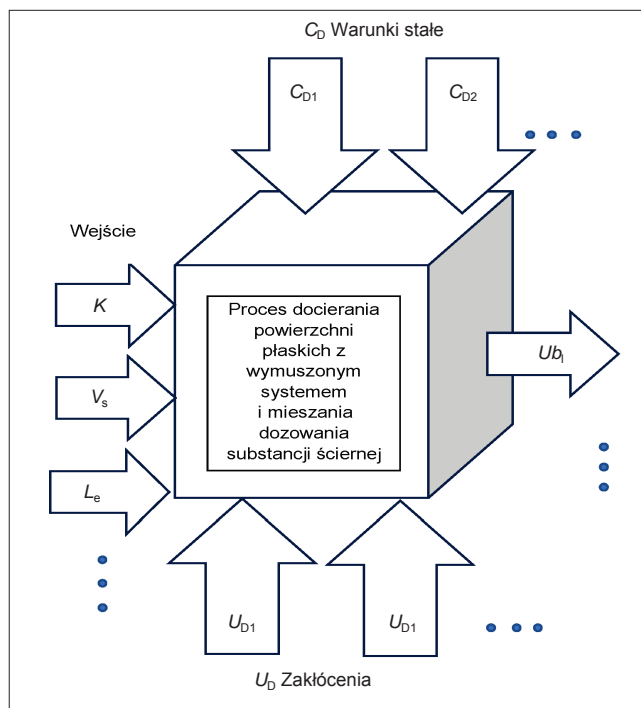 C_D Warunki stałe
C_D1
C_D2
Wejście
K
V_s
L_e
Proces docierania
powierzchni
płaskich z
wymuszonym
systemem
i mieszania
dozowania
substancji ściernej
Ub_l
U_D1
U_D1
U_D Zakłócenia